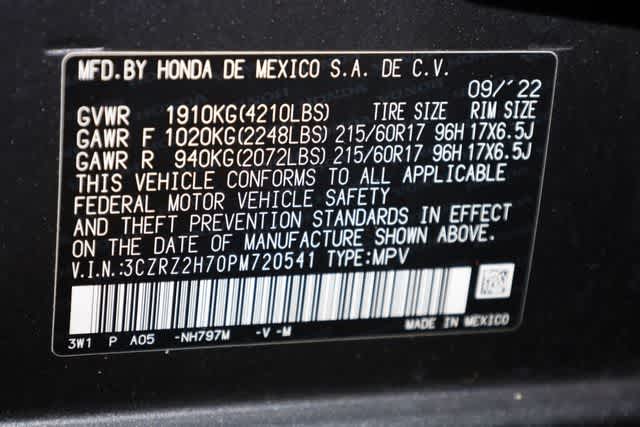 MFD.BY HONDA DE MEXICO S.A. DE C.V.
09/'22
GVWR 1910KG(4210LBS) TIRE SIZE RIM SIZE
GAWR F 1020KG(2248LBS) 215/60R17 96H 17X6.5J
GAWR R 940KG(2072LBS) 215/60R17 96H 17X6.5J
THIS VEHICLE CONFORMS TO ALL APPLICABLE
FEDERAL MOTOR VEHICLE SAFETY
AND THEFT PREVENTION STANDARDS IN EFFECT
ON THE DATE OF MANUFACTURE SHOWN ABOVE.
V.I.N.:3CZRZ2H70PM720541 TYPE:MPV
3W1 P A05 -NH797M -V -M MADE IN MEXICO